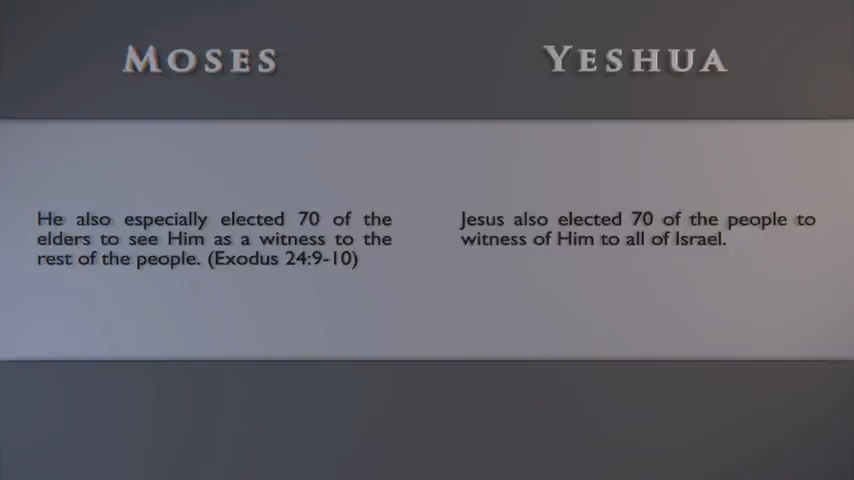 MOSES
YESHUA
He also especially elected 70 of the
elders to see Him as a witness to the
rest of the people. (Exodus 24:9-10)
Jesus also elected 70 of the people to
witness of Him to all of Israel.